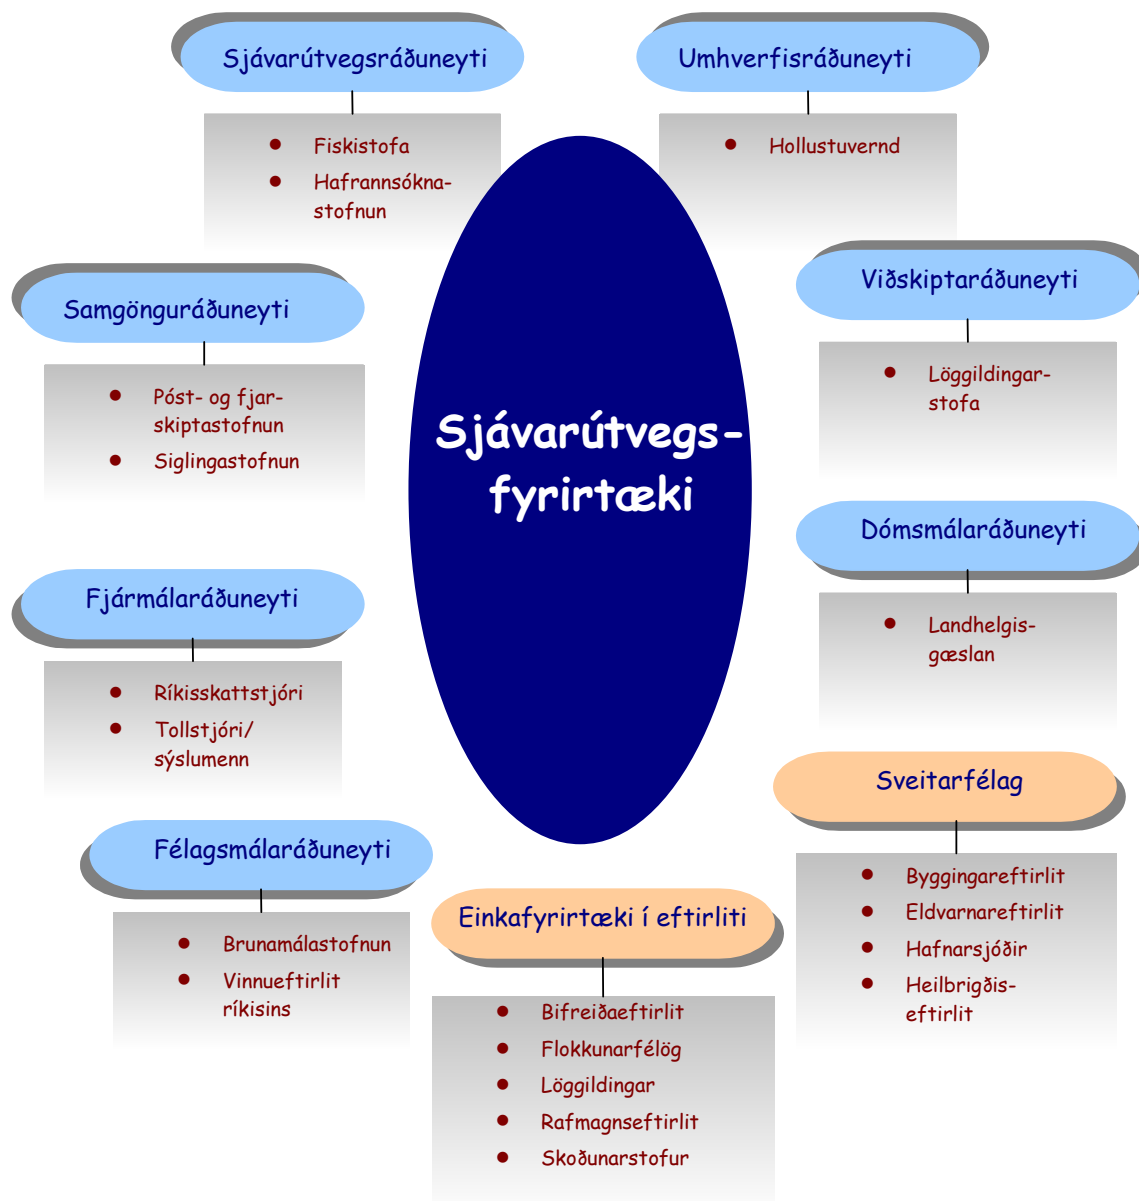 Sjávarútvegsráðuneyti
Fiskistofa
Hafrannsókna-
stofnun
Umhverfisráðuneyti
Hollustuvernd
Samgönguráðuneyti
Póst- og fjar-
skiptastofnun
Siglingastofnun
Viðskiptaráðuneyti
Löggildingar-
stofa
Sjávarútvegs-
fyrirtæki
Dómsmálaráðuneyti
Landhelgis-
gæslan
Fjármálaráðuneyti
Ríkisskattstjóri
Tollstjóri/
sýslumenn
Sveitarfélag
Byggingareftirlit
Eldvarnareftirlit
Hafnarsjóðir
Heilbrigðis-
eftirlit
Félagsmálaráðuneyti
Brunamálastofnun
Vinnueftirlit
ríkisins
Einkafyrirtæki í eftirliti
Bifreiðaeftirlit
Flokkunarfélög
Löggildingar
Rafmagnseftirlit
Skoðunarstofur